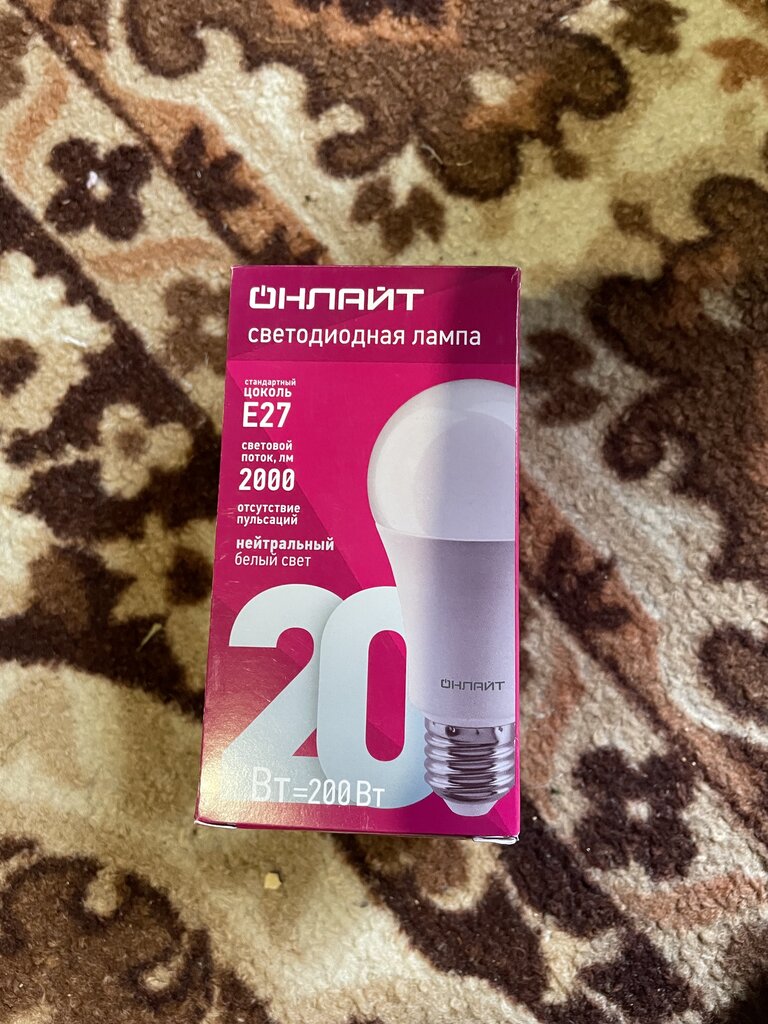 ОНЛАЙТ
светодиодная лампа
стандартный
цоколь
E27
световой
поток, лм
2000
отсутствие
пульсаций
нейтральный
белый свет
20
Вт=200 Вт
ОНЛАЙТ